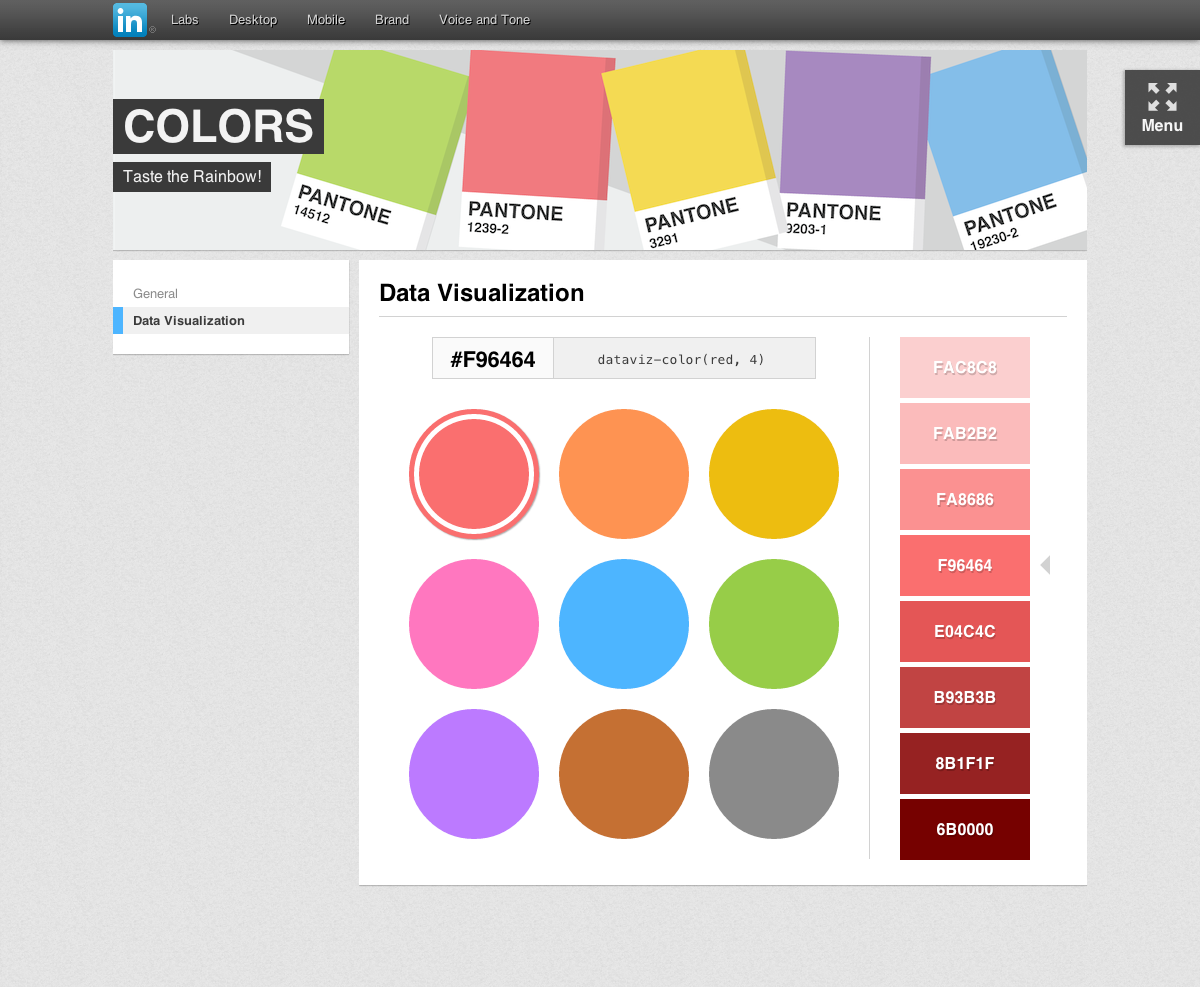 in
Labs
Desktop
Mobile
Brand
Voice and Tone
Menu
COLORS
Taste the Rainbow!
PANTONE
14512
PANTONE
1239-2
PANTONE
3291
PANTONE
9203-1
PANTONE
19230-2
General
Data Visualization
Data Visualization
#F96464
dataviz-color(red, 4)
FAC8C8
FAB2B2
FA8686
F96464
E04C4C
B93B3B
8B1F1F
6B0000